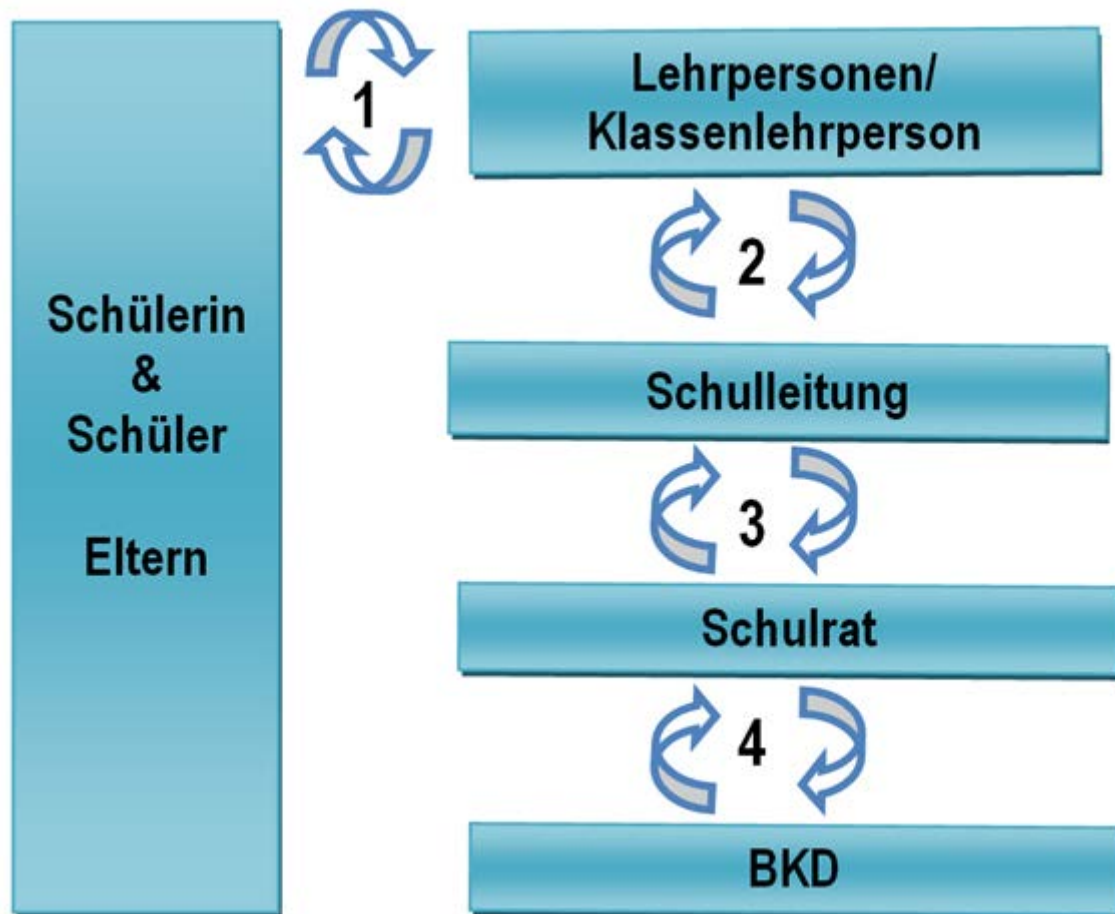 Schülerin
&
Schüler
Eltern
1
Lehrpersonen/
Klassenlehrperson
2
Schulleitung
3
Schulrat
4
BKD